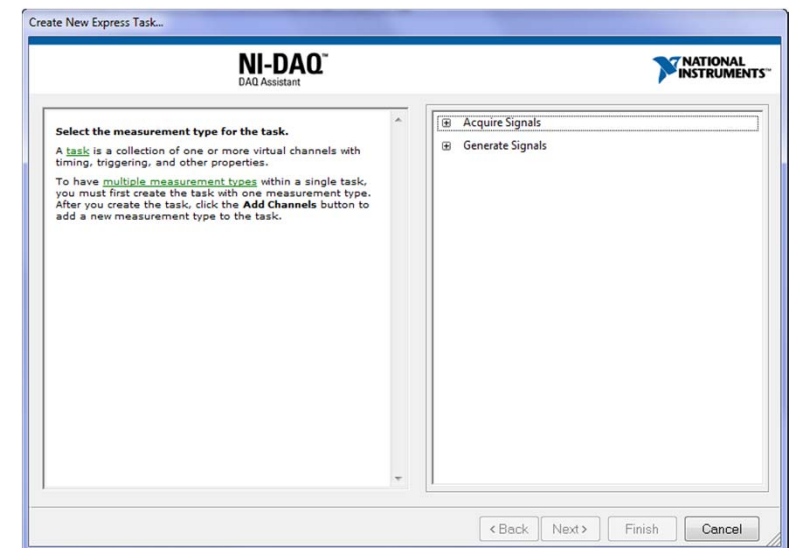 Create New Express Task...
NI-DAQ™
DAQ Assistant
NATIONAL
INSTRUMENTS™
Select the measurement type for the task.
A task is a collection of one or more virtual channels with
timing, triggering, and other properties.
To have multiple measurement types within a single task,
you must first create the task with one measurement type.
After you create the task, click the Add Channels button to
add a new measurement type to the task.
Acquire Signals
Generate Signals
< Back Next > Finish Cancel